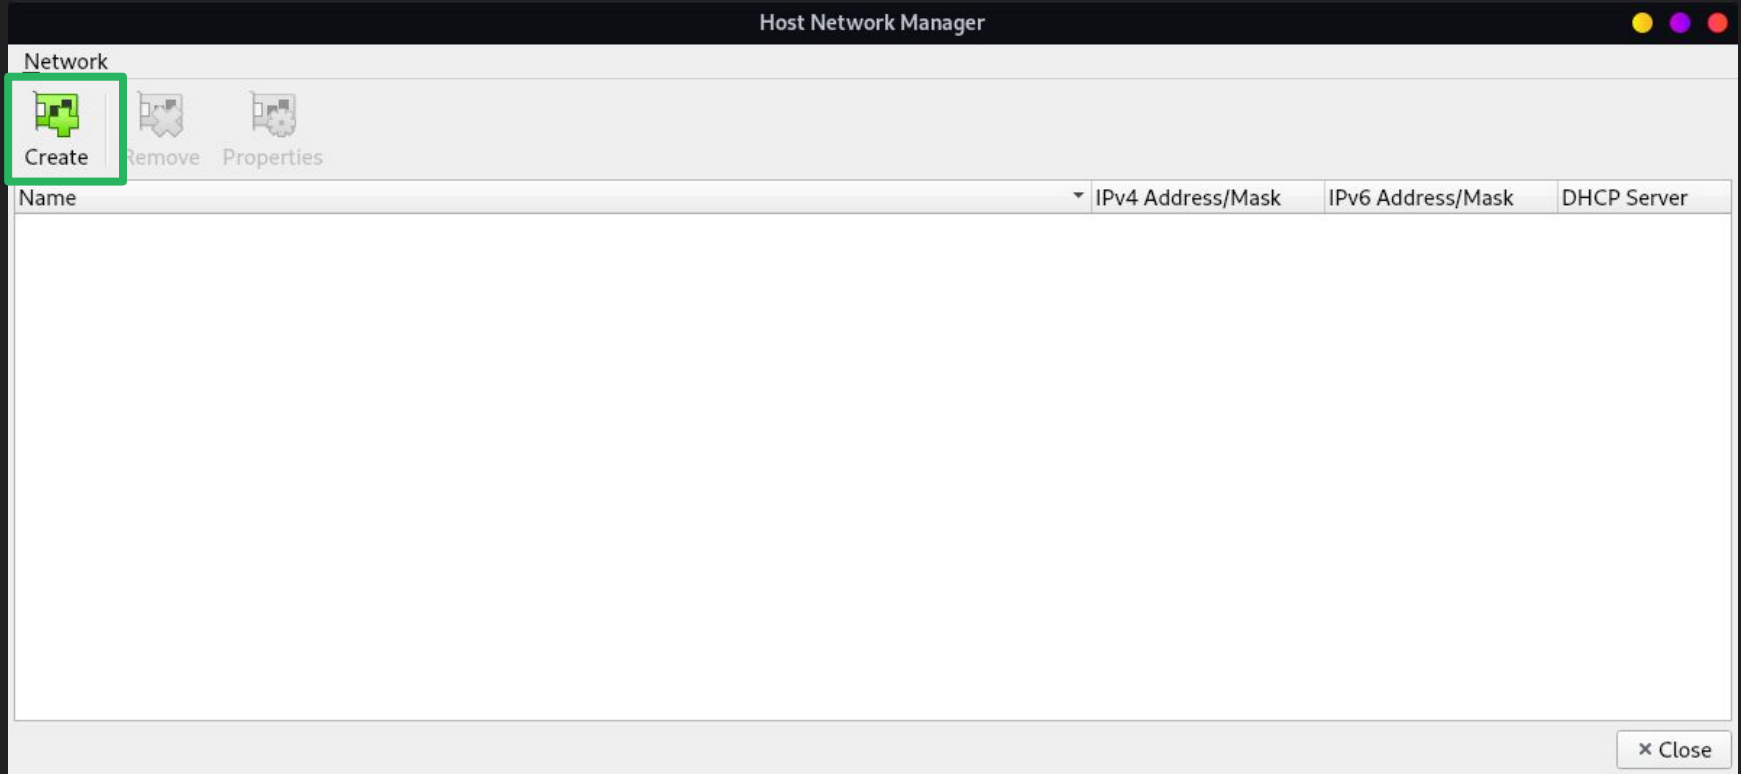 Host Network Manager
Network
Create Remove Properties
Name IPv4 Address/Mask IPv6 Address/Mask DHCP Server
Close